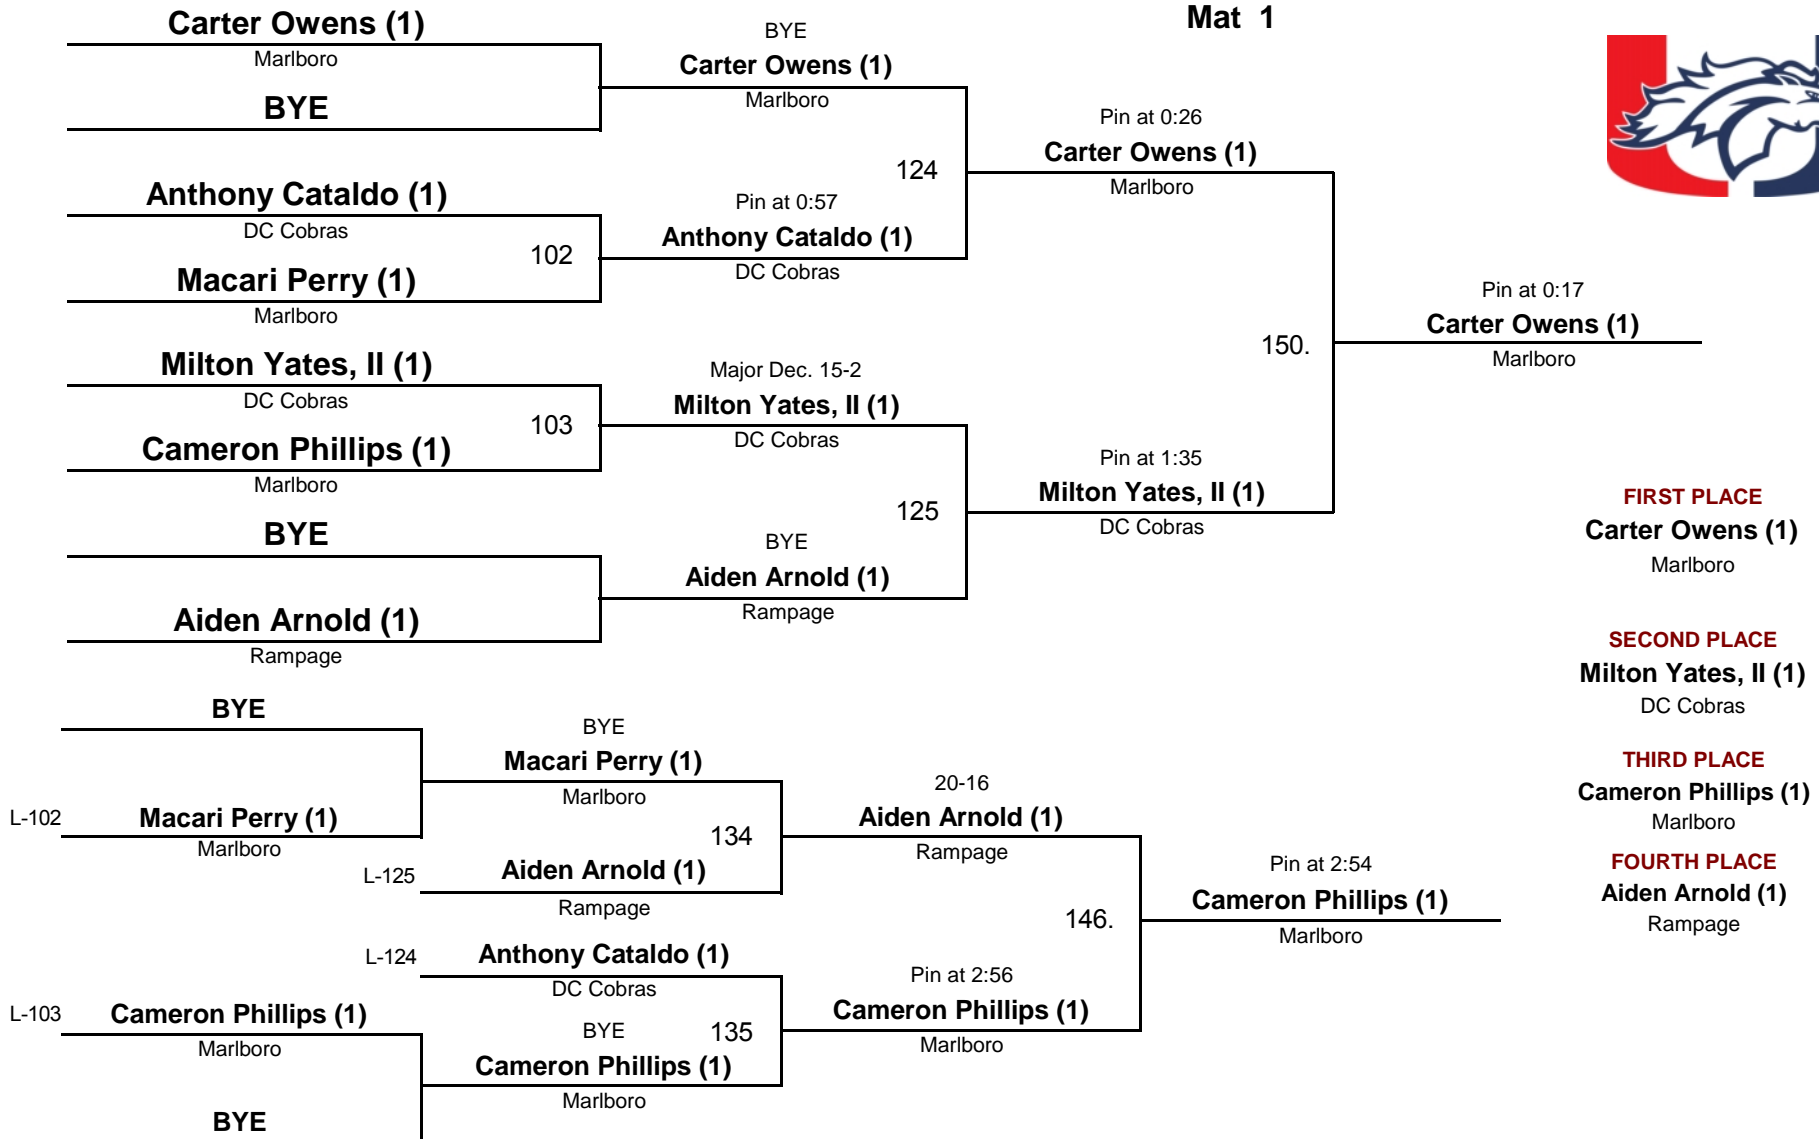 Mat 1
Carter Owens (1)
Marlboro
BYE
Anthony Cataldo (1)
DC Cobras
102
Macari Perry (1)
Marlboro
Milton Yates, II (1)
DC Cobras
103
Cameron Phillips (1)
Marlboro
BYE
Aiden Arnold (1)
Rampage
BYE
Carter Owens (1)
Marlboro
124
Pin at 0:57
Anthony Cataldo (1)
DC Cobras
Major Dec. 15-2
Milton Yates, II (1)
DC Cobras
125
BYE
Aiden Arnold (1)
Rampage
Pin at 0:26
Carter Owens (1)
Marlboro
150.
Pin at 1:35
Milton Yates, II (1)
DC Cobras
Pin at 0:17
Carter Owens (1)
Marlboro
FIRST PLACE
Carter Owens (1)
Marlboro
SECOND PLACE
Milton Yates, II (1)
DC Cobras
THIRD PLACE
Cameron Phillips (1)
Marlboro
FOURTH PLACE
Aiden Arnold (1)
Rampage
BYE
L-102
Macari Perry (1)
Marlboro
L-103
Cameron Phillips (1)
Marlboro
BYE
BYE
Macari Perry (1)
Marlboro
134
L-125
Aiden Arnold (1)
Rampage
L-124
Anthony Cataldo (1)
DC Cobras
BYE
135
Cameron Phillips (1)
Marlboro
20-16
Aiden Arnold (1)
Rampage
146.
Pin at 2:56
Cameron Phillips (1)
Marlboro
Pin at 2:54
Cameron Phillips (1)
Marlboro